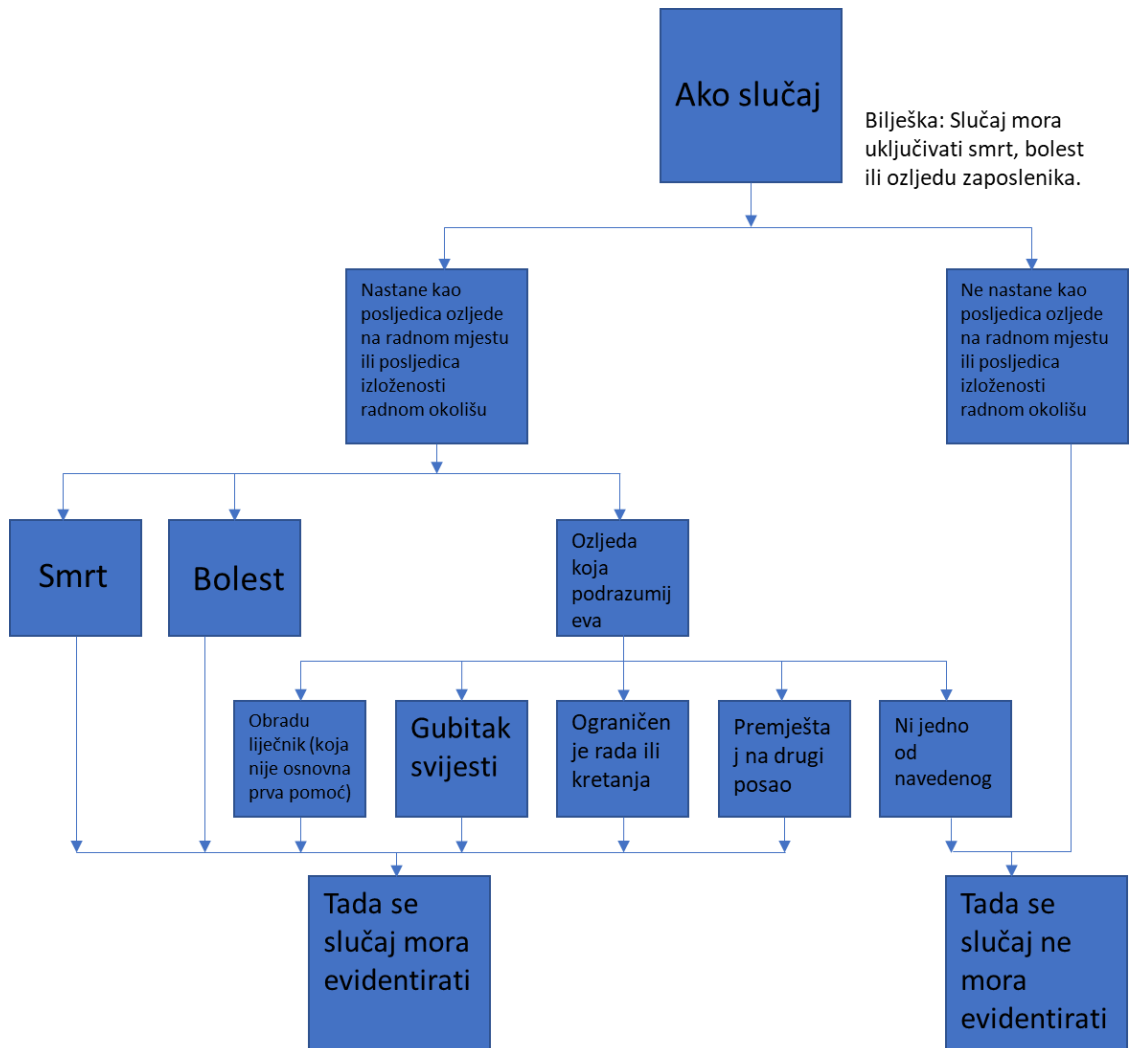 Ako slučaj
Bilješka: Slučaj mora
uključivati smrt, bolest
ili ozljedu zaposlenika.
Nastane kao
posljedica ozljede
na radnom mjestu
ili posljedica
izloženosti
radnom okolišu
Ne nastane kao
posljedica ozljede
na radnom mjestu
ili posljedica
izloženosti
radnom okolišu
Smrt
Bolest
Ozljeda
koja
podrazumij
eva
Obradu
liječnik (koja
nije osnovna
prva pomoć)
Gubitak
svijesti
Ograničen
je rada ili
kretanja
Premješta
j na drugi
posao
Ni jedno
od
navedenog
Tada se
slučaj mora
evidentirati
Tada se
slučaj ne
mora
evidentirati